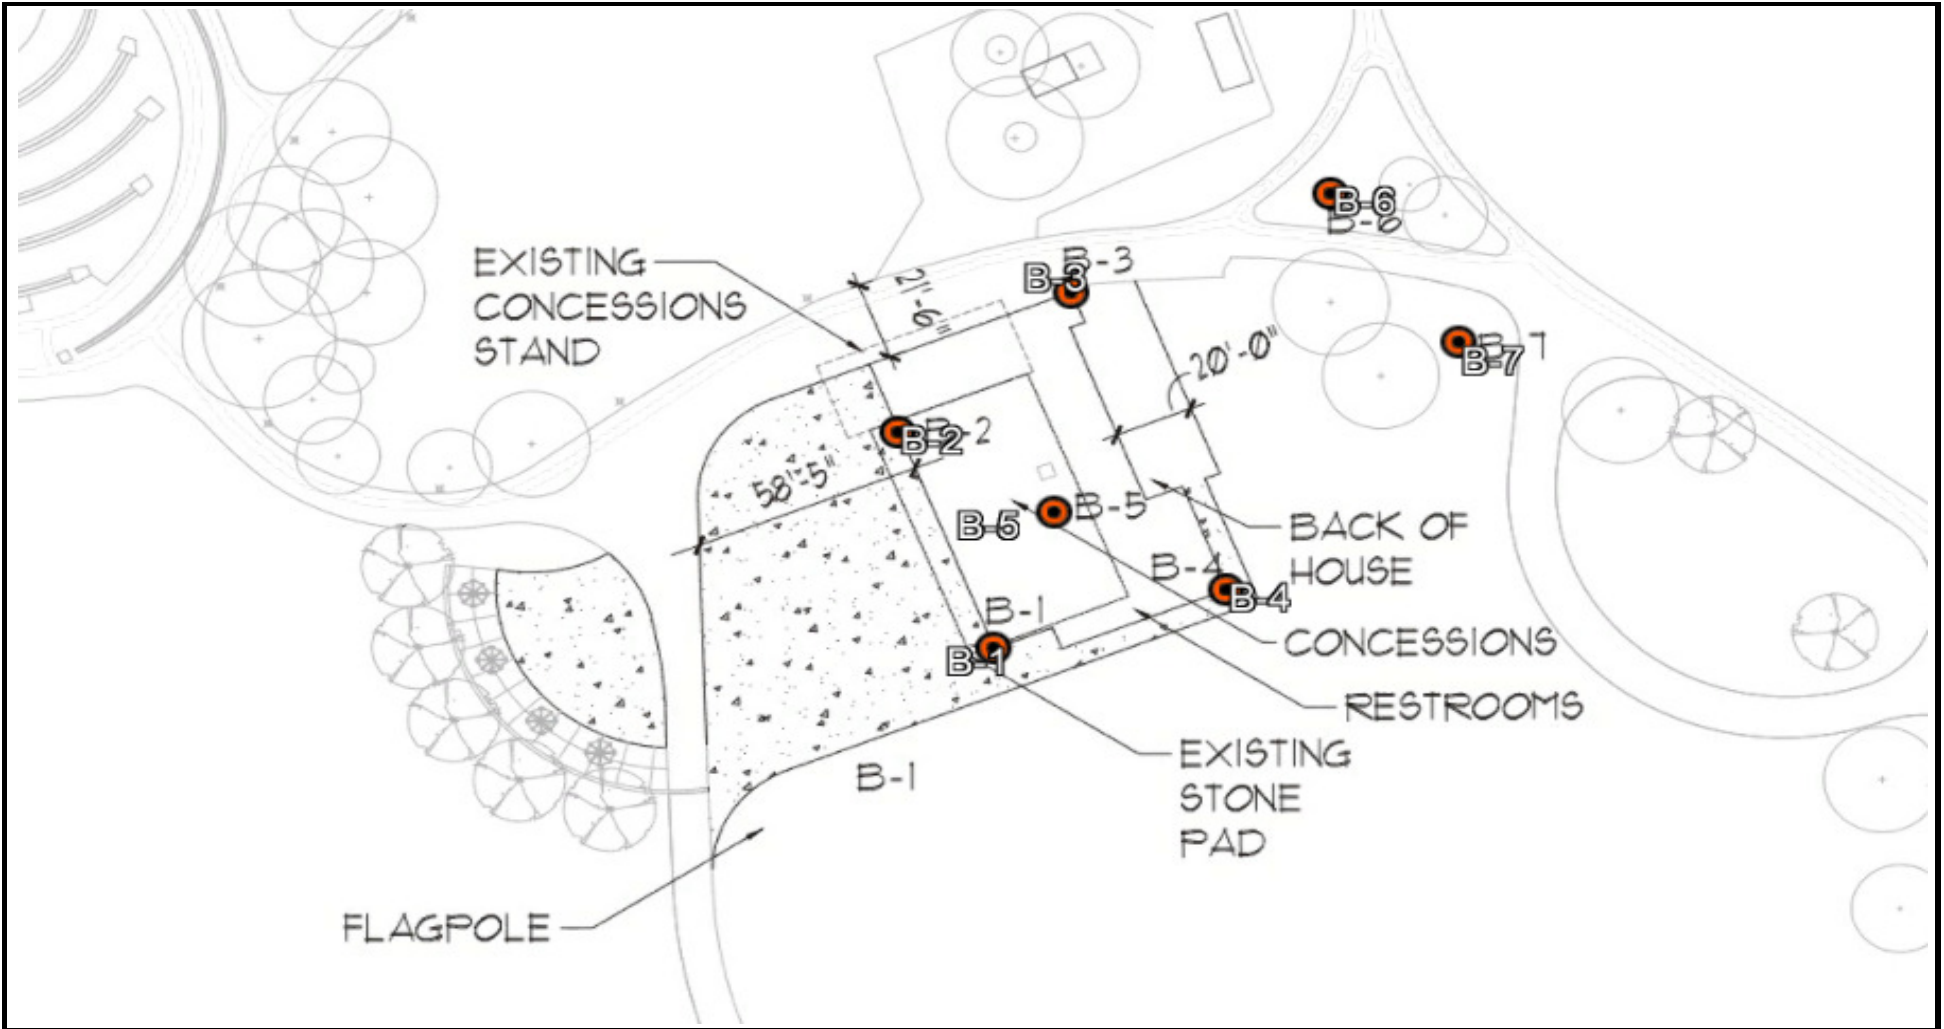 B-6
B-6
B-3
B-3
EXISTING
CONCESSIONS
STAND
21'-6"
20'-0"
B-7
B-7
B-2
B-2
58'-5"
B-5
B-5
BACK OF
HOUSE
B-4
B-4
B-1
B-1
CONCESSIONS
RESTROOMS
EXISTING
STONE
PAD
B-1
FLAGPOLE